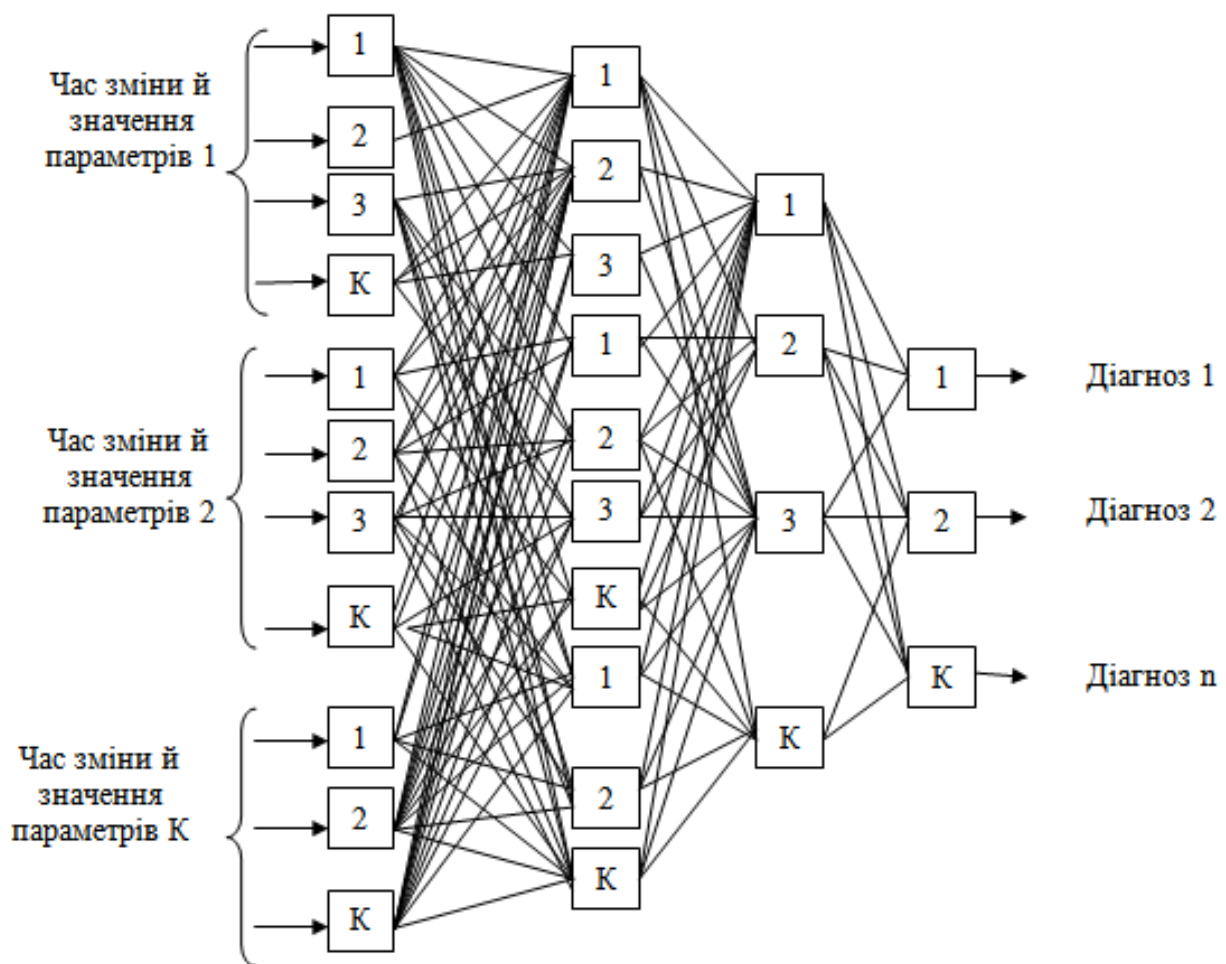 Час зміни й
значення
параметрів 1
Час зміни й
значення
параметрів 2
Час зміни й
значення
параметрів К
1
2
3
К
1
2
3
К
1
2
К
1
2
3
1
2
3
К
1
2
К
1
2
3
К
1
2
К
Діагноз 1
Діагноз 2
Діагноз n